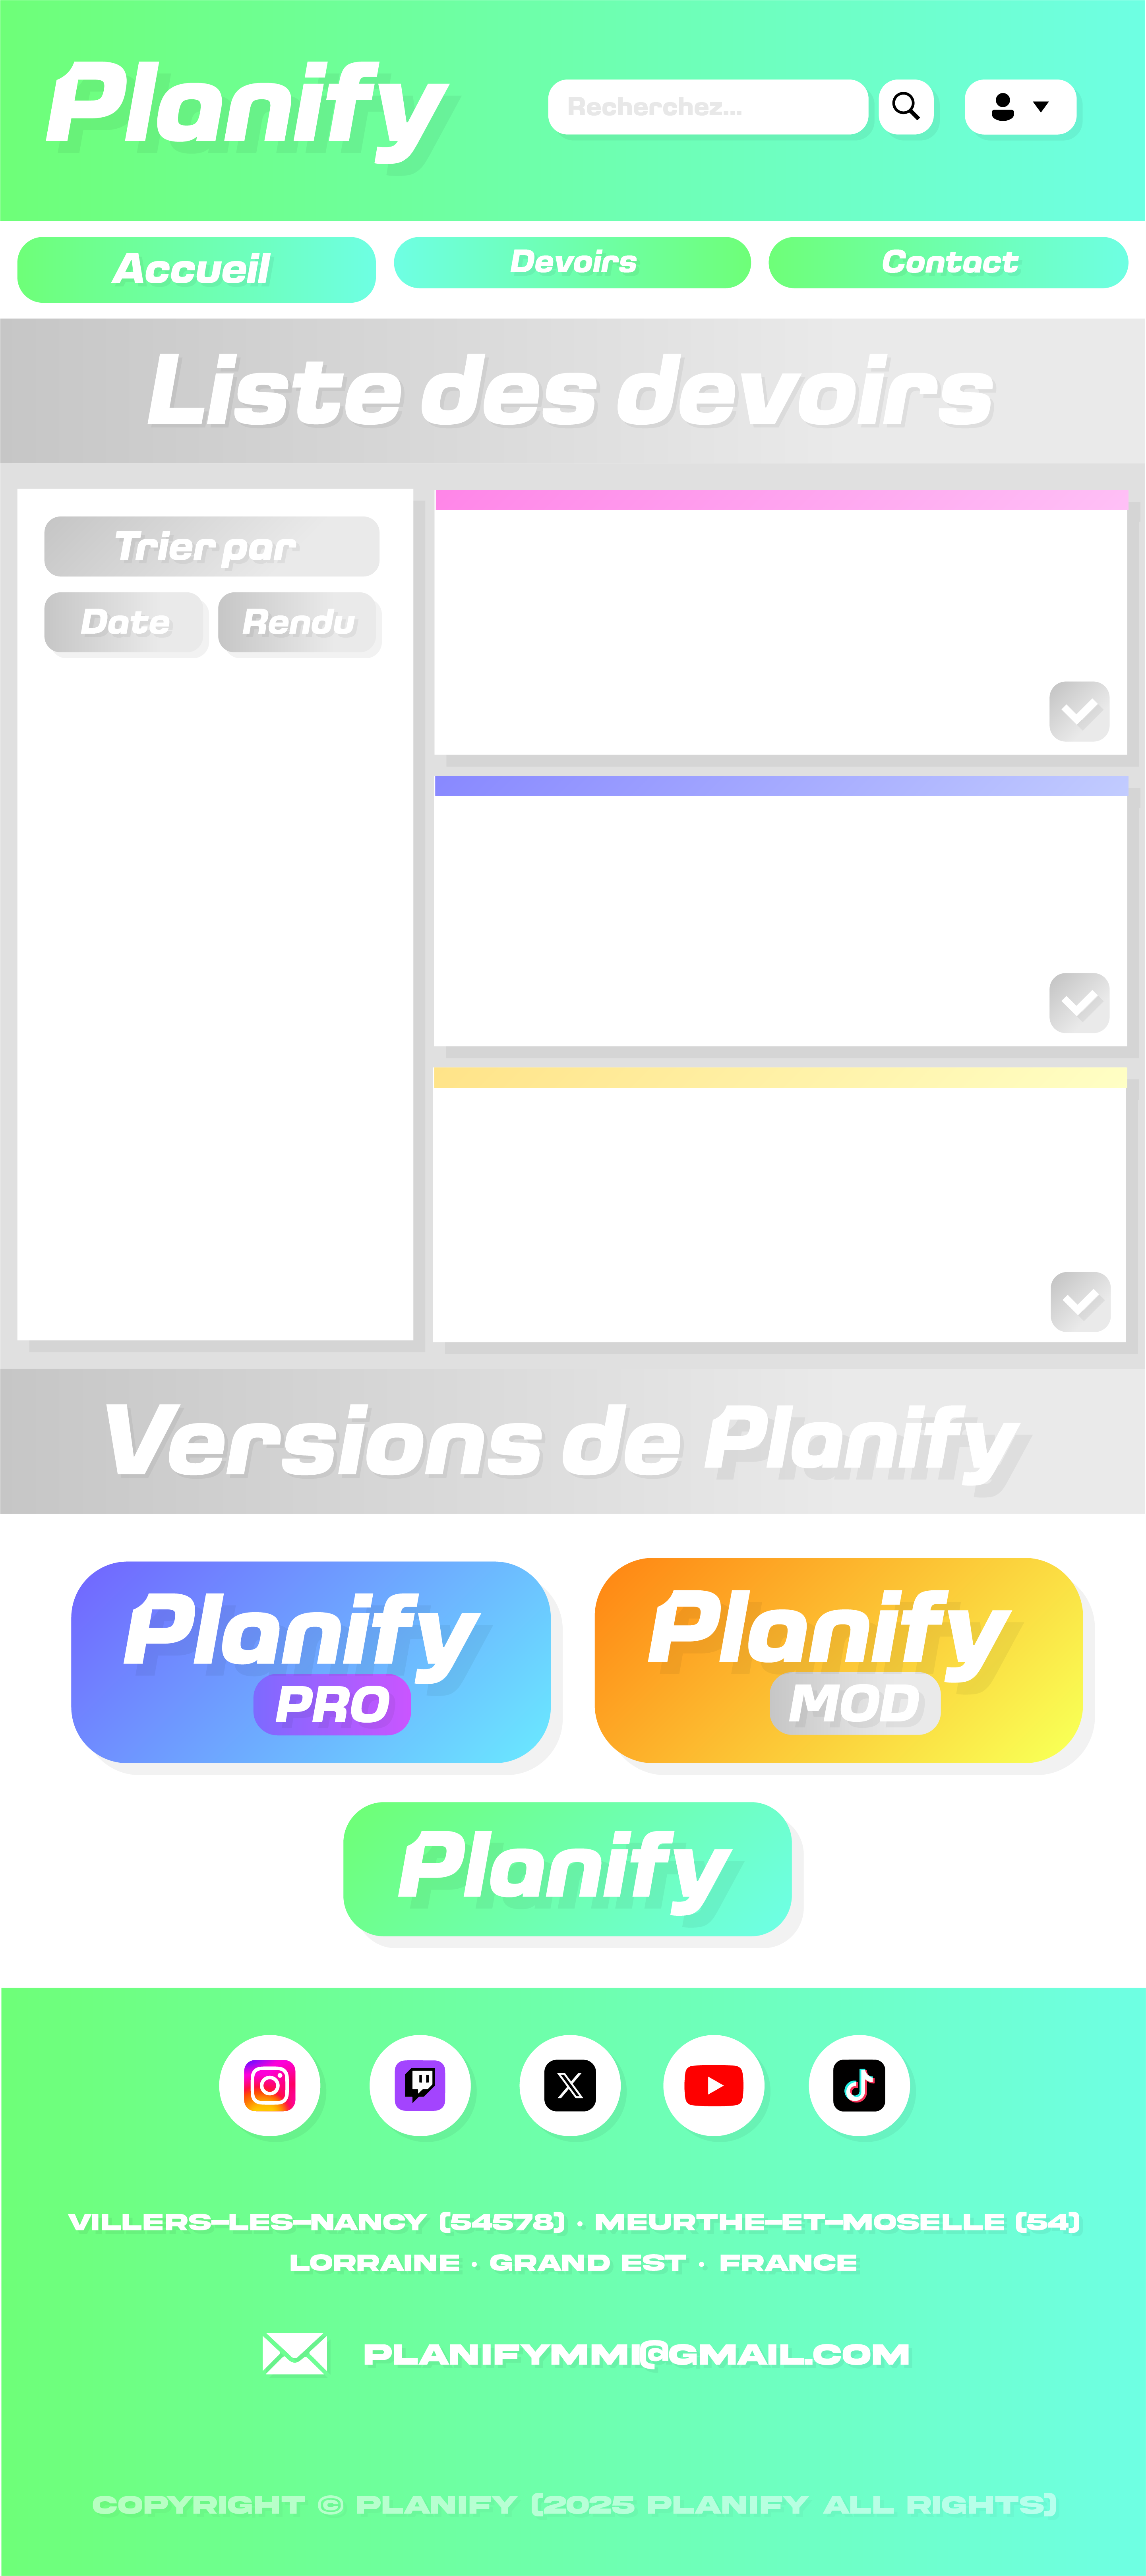 Planify
Recherchez...
Accueil
Devoirs
Contact
Liste des devoirs
Trier par
Date
Rendu
Versions de Planify
Planify
PRO
Planify
MOD
Planify
VILLERS-LES-NANCY (54578) · MEURTHE-ET-MOSELLE (54)
LORRAINE · GRAND EST · FRANCE
PLANIFYMMI@GMAIL.COM
COPYRIGHT © PLANIFY (2025 PLANIFY ALL RIGHTS)